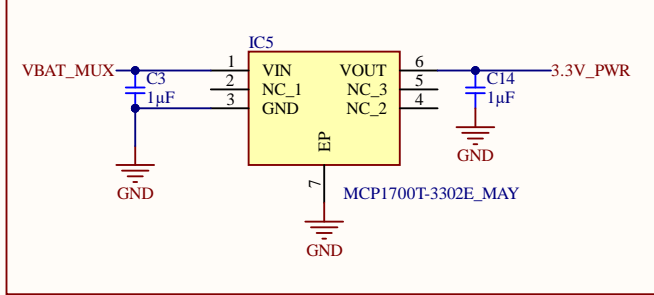 IC5
VBAT_MUX 1 VIN VOUT 6 3.3V_PWR
C3 2 NC_1 NC_3 5 C14
1µF 3 GND NC_2 4 1µF
EP
GND
7
GND MCP1700T-3302E_MAY
GND